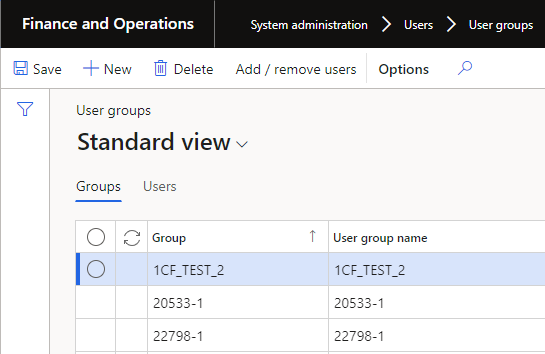 Finance and Operations System administration Users User groups
Save New Delete Add / remove users Options
User groups
Standard view
Groups Users
Group User group name
1CF_TEST_2 1CF_TEST_2
20533-1 20533-1
22798-1 22798-1